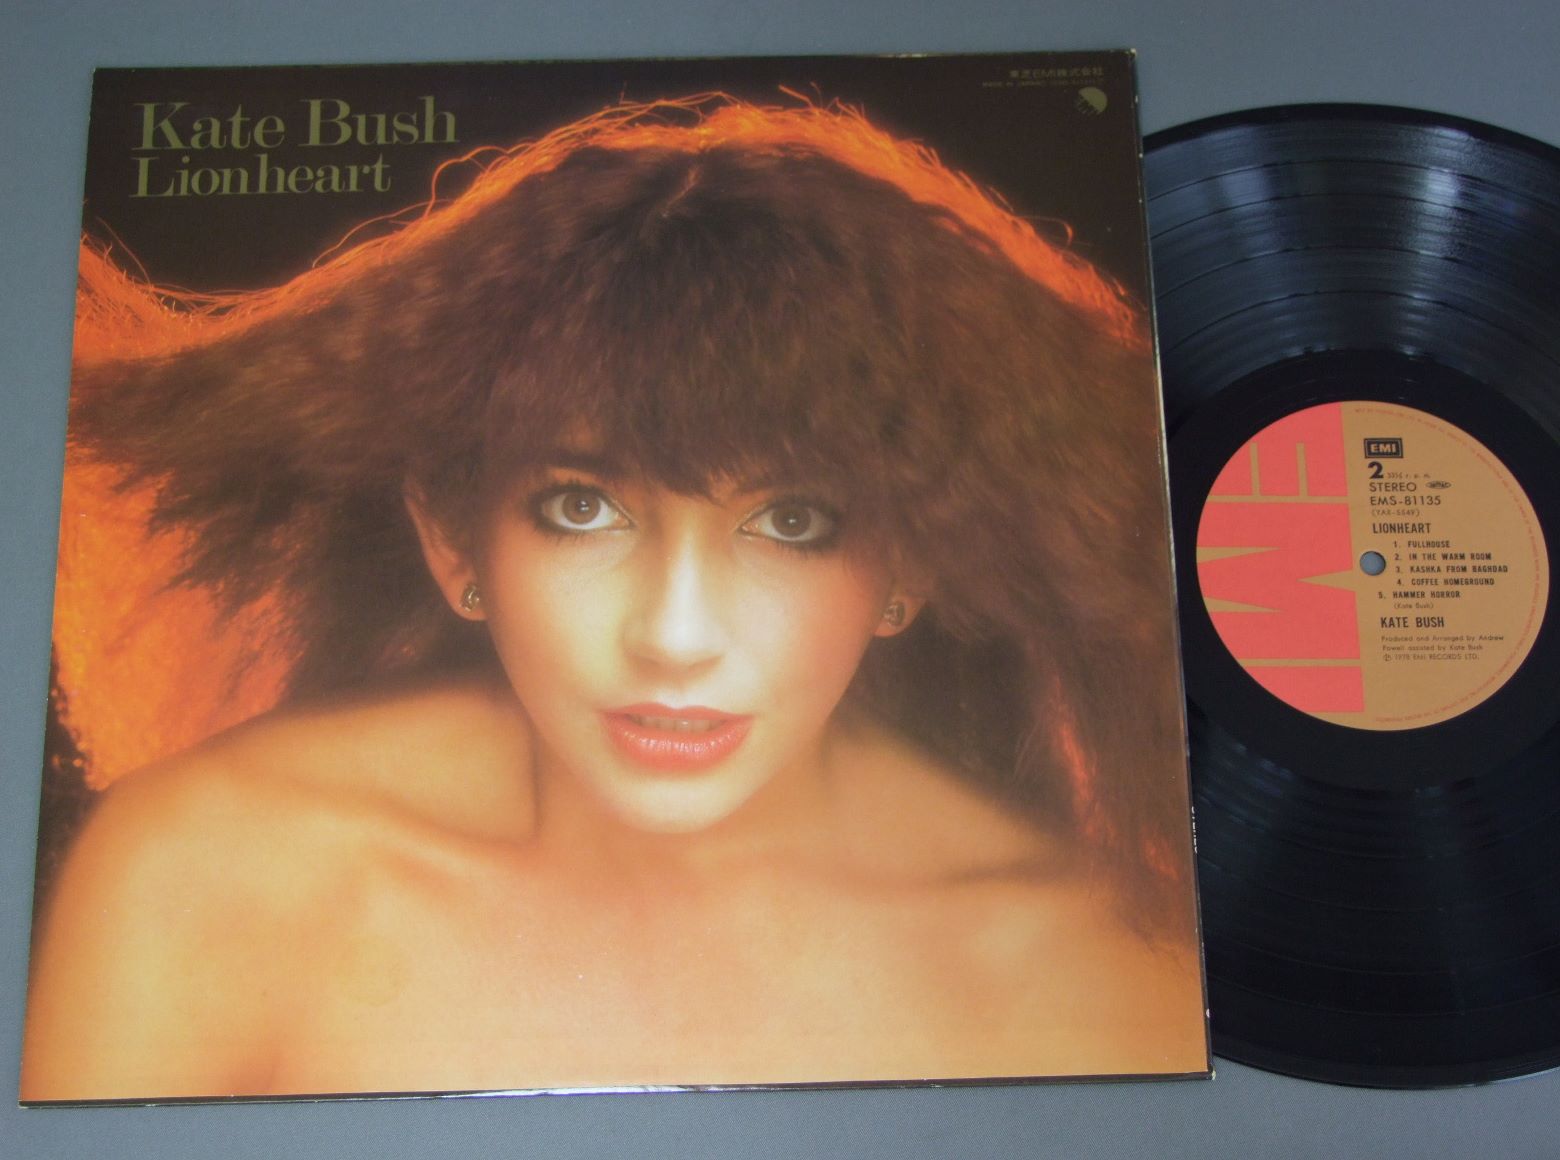 Kate Bush
Lionheart
東芝EMI株式会社
MADE IN JAPAN
EMI
EMI
2 33⅓ r. p. m.
STEREO
EMS-81135
(YAX-5549)
LIONHEART
1. FULLHOUSE
2. IN THE WARM ROOM
3. KASHKA FROM BAGHDAD
4. COFFEE HOMEGROUND
5. HAMMER HORROR
(Kate Bush)
KATE BUSH
Produced and Arranged by Andrew
Powell assisted by Kate Bush
Ⓟ 1978 EMI RECORDS LTD.